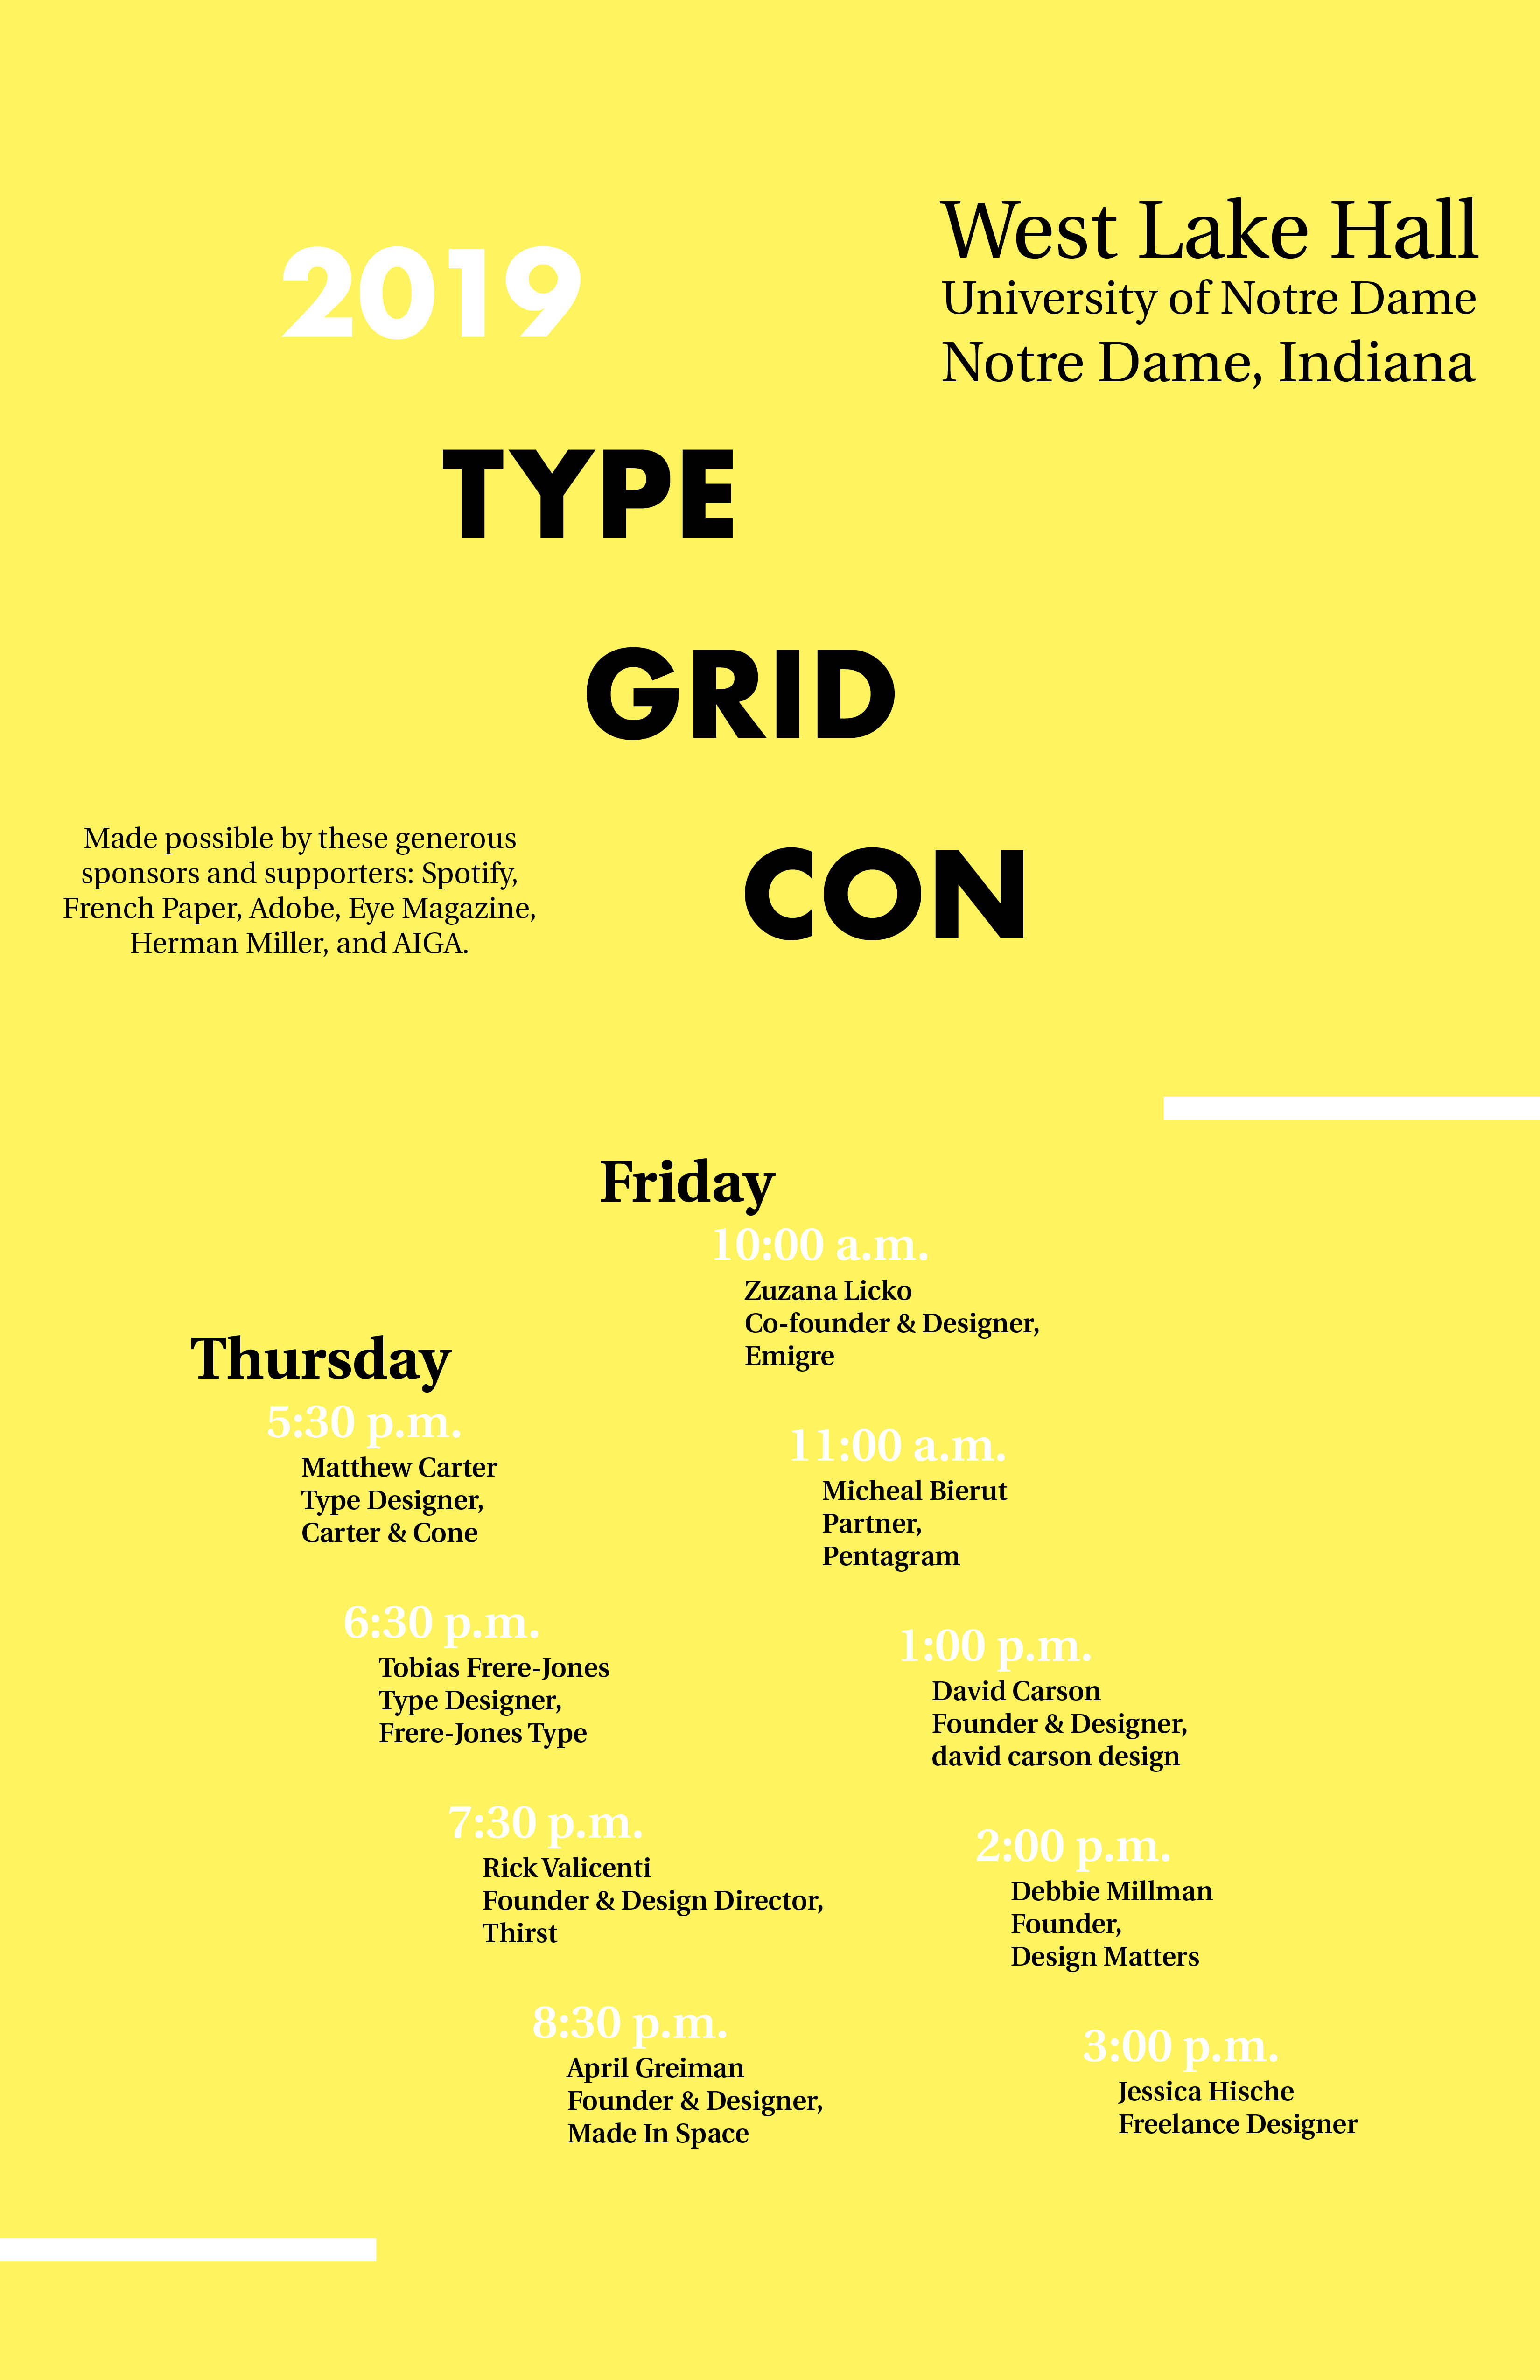 2019
TYPE
GRID
CON
West Lake Hall
University of Notre Dame
Notre Dame, Indiana
Made possible by these generous
sponsors and supporters: Spotify,
French Paper, Adobe, Eye Magazine,
Herman Miller, and AIGA.
Thursday
5:30 p.m.
Matthew Carter
Type Designer,
Carter & Cone
6:30 p.m.
Tobias Frere-Jones
Type Designer,
Frere-Jones Type
7:30 p.m.
Rick Valicenti
Founder & Design Director,
Thirst
8:30 p.m.
April Greiman
Founder & Designer,
Made In Space
Friday
10:00 a.m.
Zuzana Licko
Co-founder & Designer,
Emigre
11:00 a.m.
Micheal Bierut
Partner,
Pentagram
1:00 p.m.
David Carson
Founder & Designer,
david carson design
2:00 p.m.
Debbie Millman
Founder,
Design Matters
3:00 p.m.
Jessica Hische
Freelance Designer